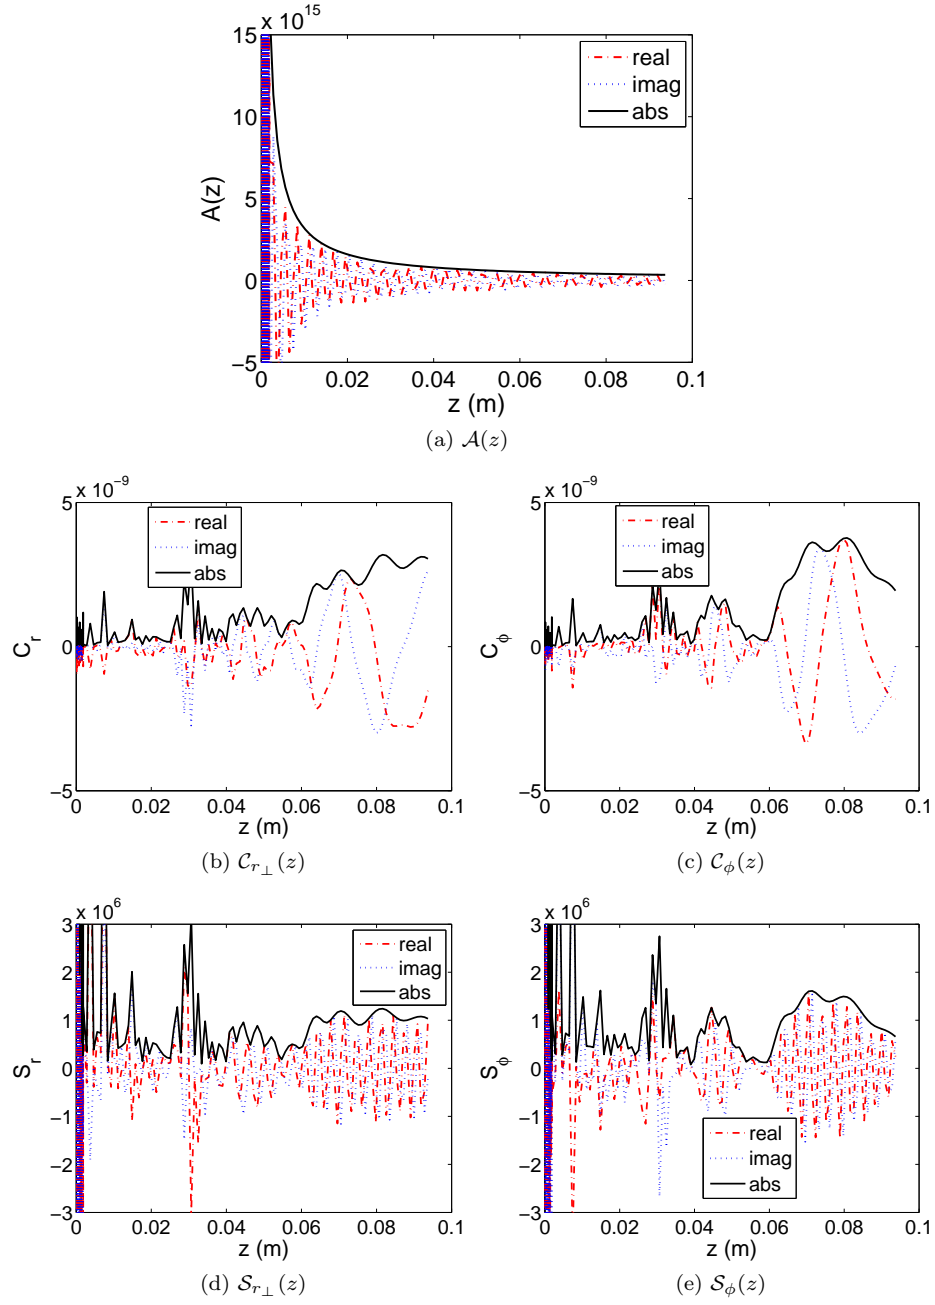 x 10^15
15
10
5
0
−5
A(z)
real
imag
abs
0 0.02 0.04 0.06 0.08 0.1
z (m)
(a) 𝒜(z)
x 10^−9
5
0
−5
C_r
real
imag
abs
0 0.02 0.04 0.06 0.08 0.1
z (m)
(b) 𝒞_{r⊥}(z)
x 10^−9
5
0
−5
C_ϕ
real
imag
abs
0 0.02 0.04 0.06 0.08 0.1
z (m)
(c) 𝒞_ϕ(z)
x 10^6
3
2
1
0
−1
−2
−3
S_r
real
imag
abs
0 0.02 0.04 0.06 0.08 0.1
z (m)
(d) 𝒮_{r⊥}(z)
x 10^6
3
2
1
0
−1
−2
−3
S_ϕ
real
imag
abs
0 0.02 0.04 0.06 0.08 0.1
z (m)
(e) 𝒮_ϕ(z)